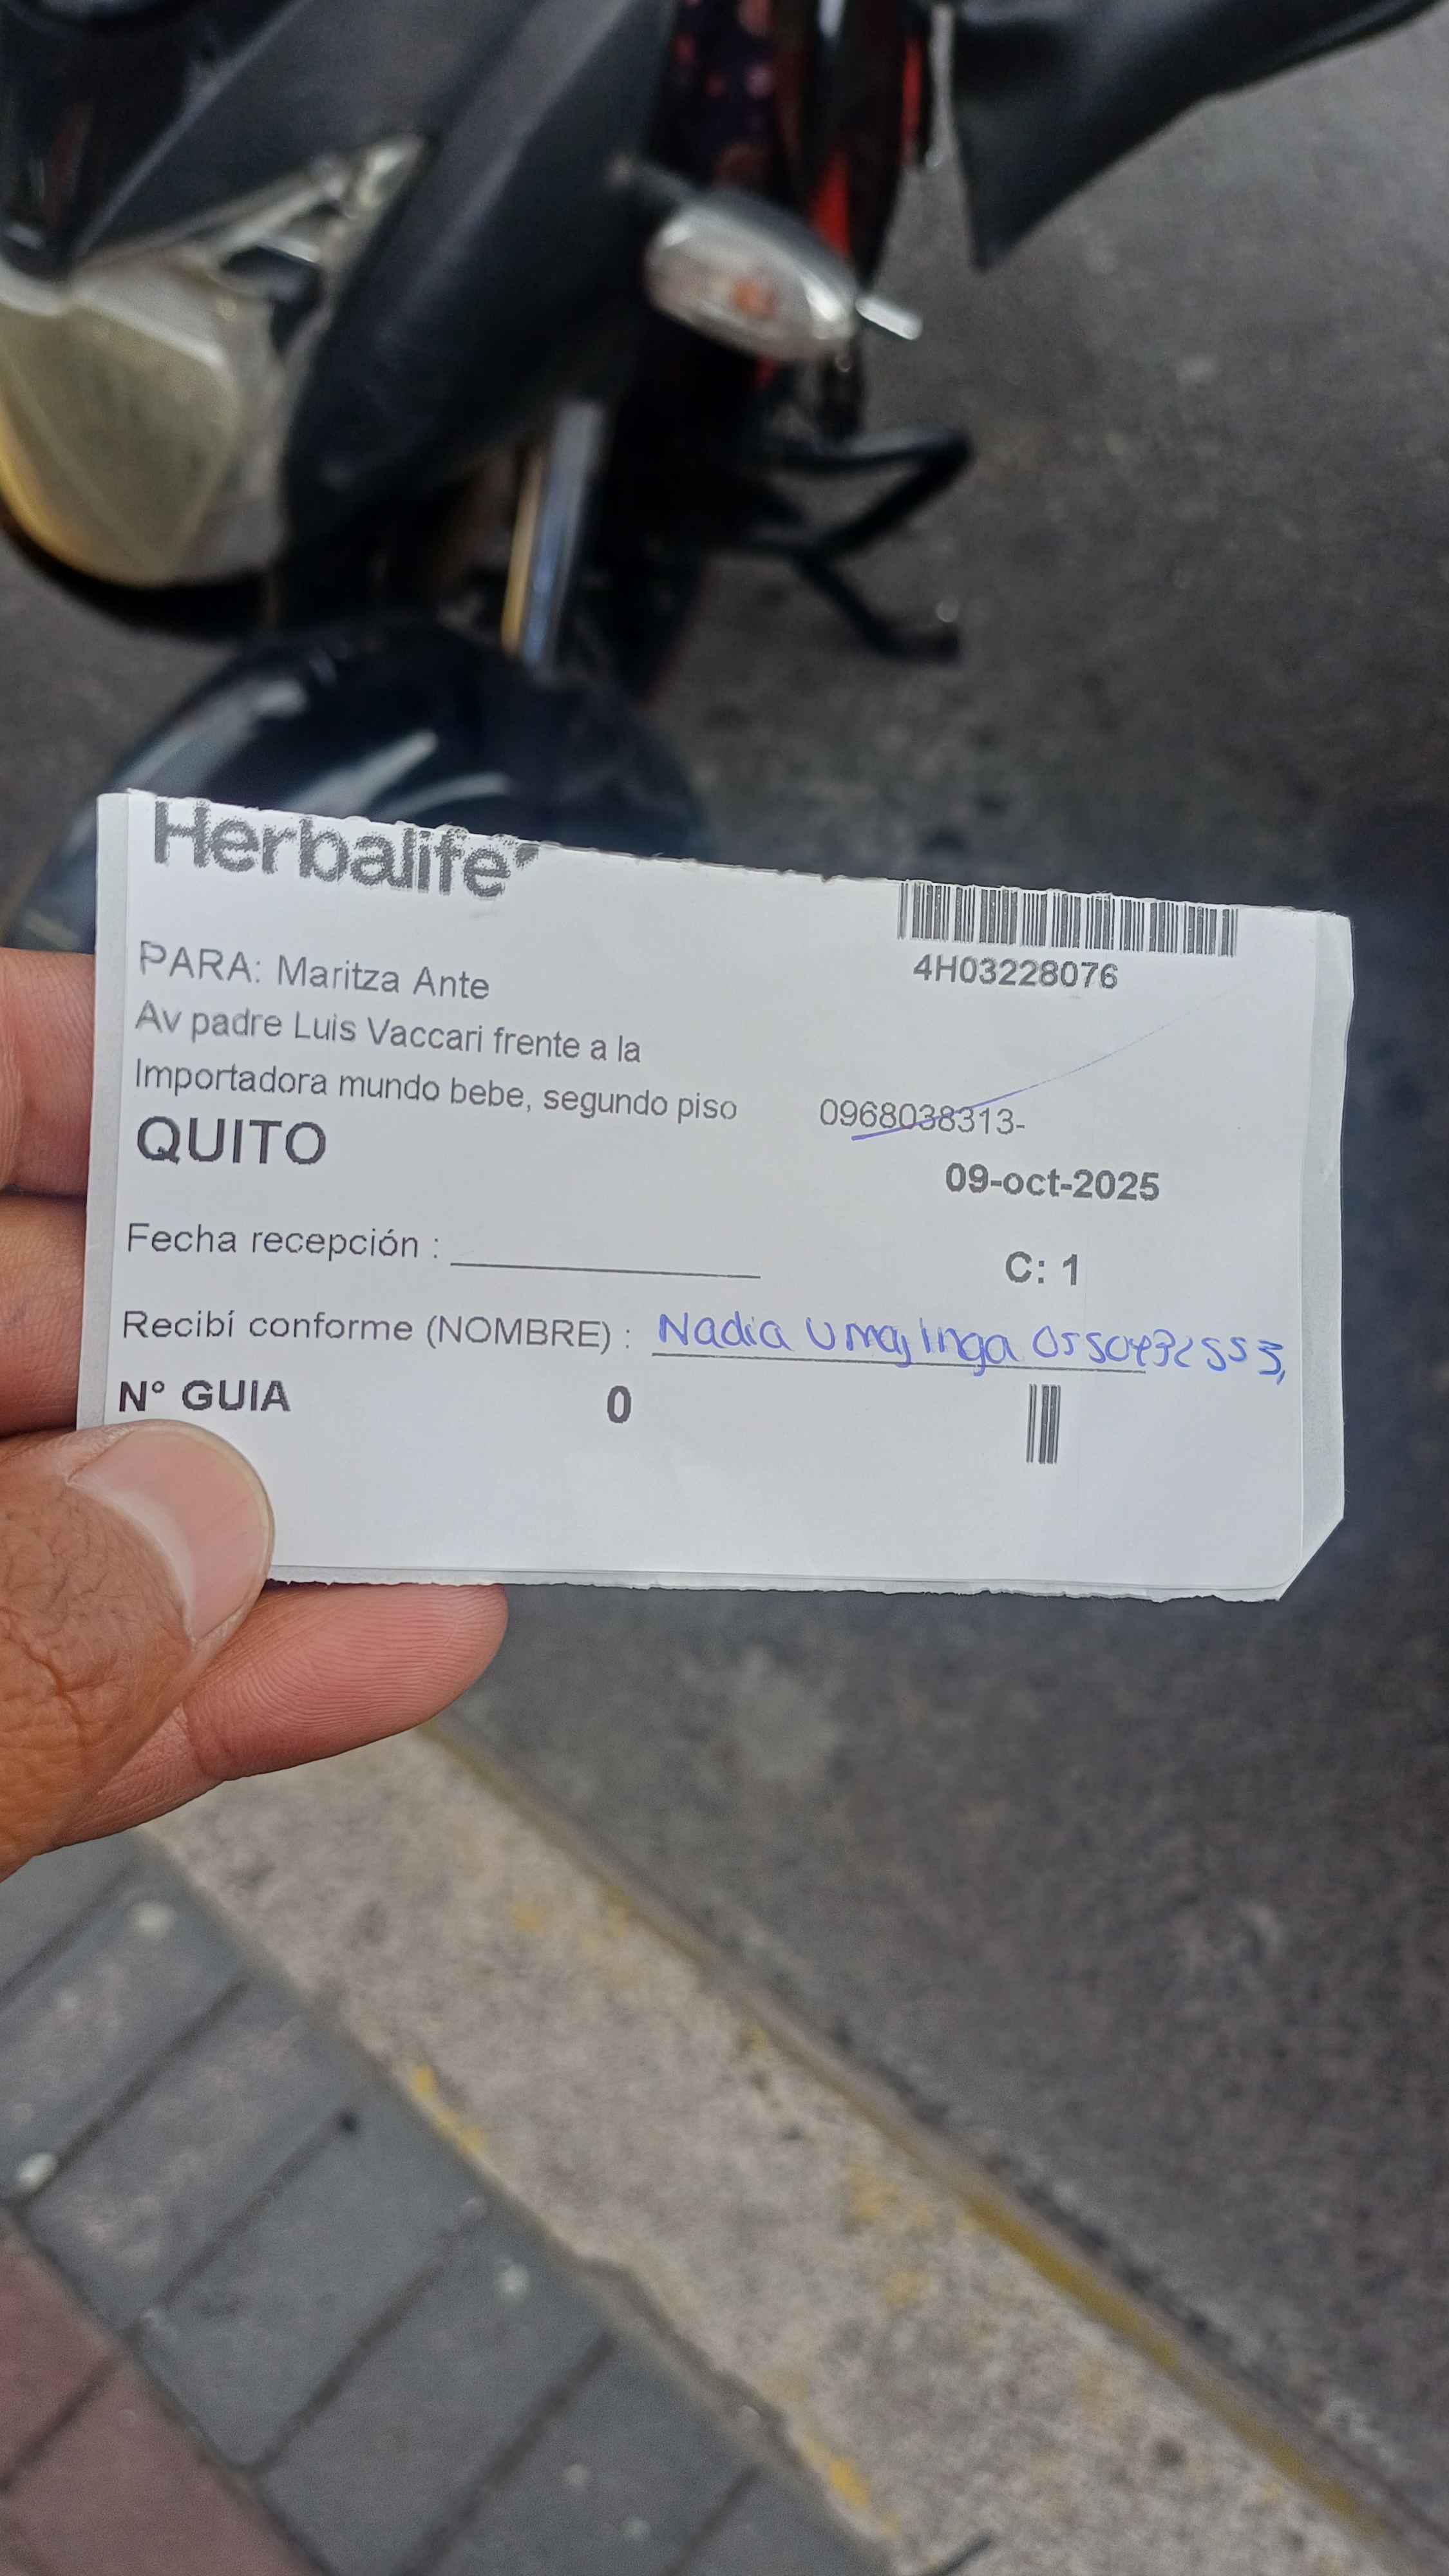 Herbalife
4H03228076
PARA: Maritza Ante
Av padre Luis Vaccari frente a la
Importadora mundo bebe, segundo piso 0968038313-
QUITO
09-oct-2025
Fecha recepción :
C: 1
Recibí conforme (NOMBRE) : Nadia Umajinga
N° GUIA 0